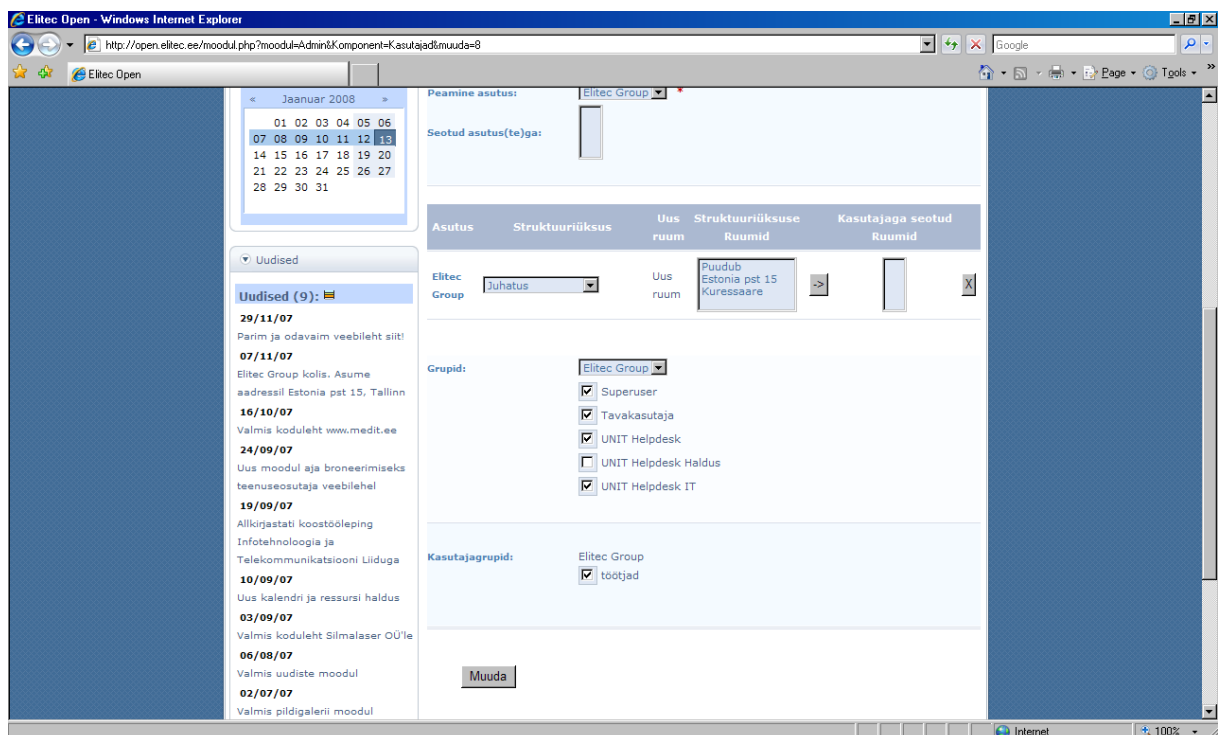 Elitec Open - Windows Internet Explorer
http://open.elitec.ee/moodul.php?moodul=Admin&Komponent=Kasutajad&muuda=8
Google
Elitec Open
Page
Tools
« Jaanuar 2008 »
01 02 03 04 05 06
07 08 09 10 11 12 13
14 15 16 17 18 19 20
21 22 23 24 25 26 27
28 29 30 31
Uudised
Uudised (9):
29/11/07
Parim ja odavaim veebileht siit!
07/11/07
Elitec Group kolis. Asume
aadressil Estonia pst 15, Tallinn
16/10/07
Valmis koduleht www.medit.ee
24/09/07
Uus moodul aja broneerimiseks
teenuseosutaja veebilehel
19/09/07
Allkirjastati koostööleping
Infotehnoloogia ja
Telekommunikatsiooni Liiduga
10/09/07
Uus kalendri ja ressursi haldus
03/09/07
Valmis koduleht Silmalaser OÜ'le
06/08/07
Valmis uudiste moodul
02/07/07
Valmis pildigalerii moodul
Peamine asutus: Elitec Group *
Seotud asutus(te)ga:
Asutus Struktuuriüksus Uus ruum Struktuuriüksuse Ruumid Kasutajaga seotud Ruumid
Elitec Group Juhatus Uus ruum
Puudub
Estonia pst 15
Kuressaare
->
X
Grupid: Elitec Group
Superuser
Tavakasutaja
UNIT Helpdesk
UNIT Helpdesk Haldus
UNIT Helpdesk IT
Kasutajagrupid: Elitec Group
töötjad
Muuda
Internet
100%